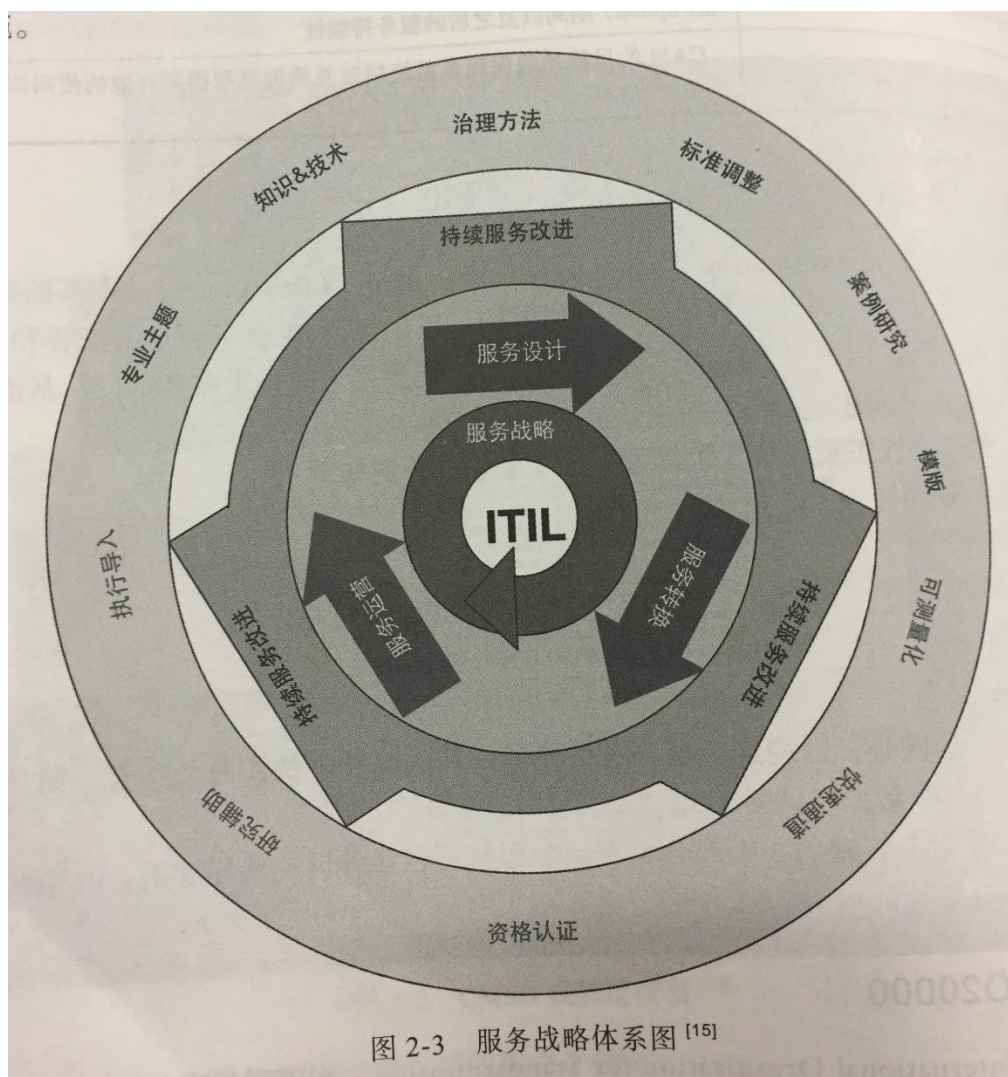 治理方法
标准调整
案例研究
模版
可测量化
快速通道
资格认证
研究辅助
执行导入
专业主题
知识&技术
持续服务改进
持续服务改进
持续服务改进
服务设计
服务转换
服务运营
服务战略
ITIL
图 2-3 服务战略体系图 [15]